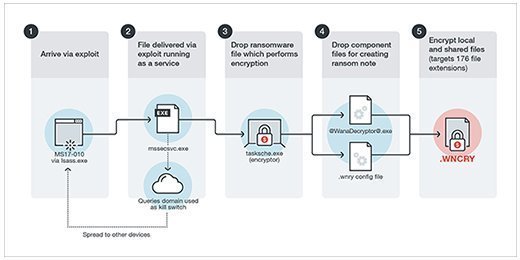 1
Arrive via exploit
2
File delivered via
exploit running
as a service
3
Drop ransomware
file which performs
encryption
4
Drop component
files for creating
ransom note
5
Encrypt local
and shared files
(targets 176 file
extensions)
MS17-010
via lsass.exe
EXE
mssecsvc.exe
Queries domain used
as kill switch
Spread to other devices
tasksche.exe
(encryptor)
@WanaDecryptor@.exe
.wnry config file
.WNCRY